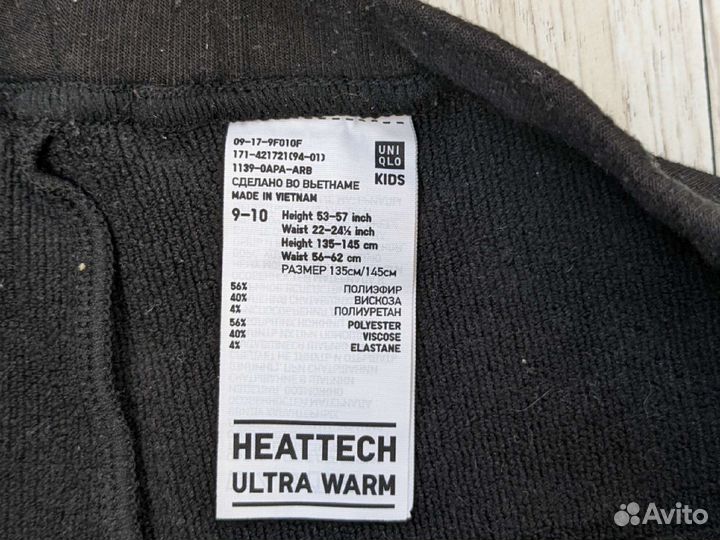 09-17-9F010F
171-421721(94-01)
1139-0APA-ARB
СДЕЛАНО ВО ВЬЕТНАМЕ
MADE IN VIETNAM
UNI
QLO
KIDS
9-10
Height 53-57 inch
Waist 22-24½ inch
Height 135-145 cm
Waist 56-62 cm
РАЗМЕР 135см/145см
56% ПОЛИЭФИР
40% ВИСКОЗА
4% ПОЛИУРЕТАН
56% POLYESTER
40% VISCOSE
4% ELASTANE
HEATTECH
ULTRA WARM
Avito